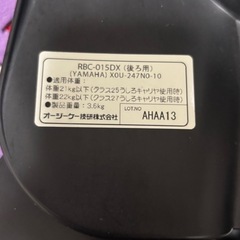 RBC-015DX (後ろ用)
(YAMAHA) X0U-247N0-10
●適用体重：
体重21kg以下(クラス25うしろキャリヤ使用時)
体重22kg以下(クラス27うしろキャリヤ使用時)
●製品重量：3.6kg
オージーケー技研株式会社
LOT.NO
AHAA13